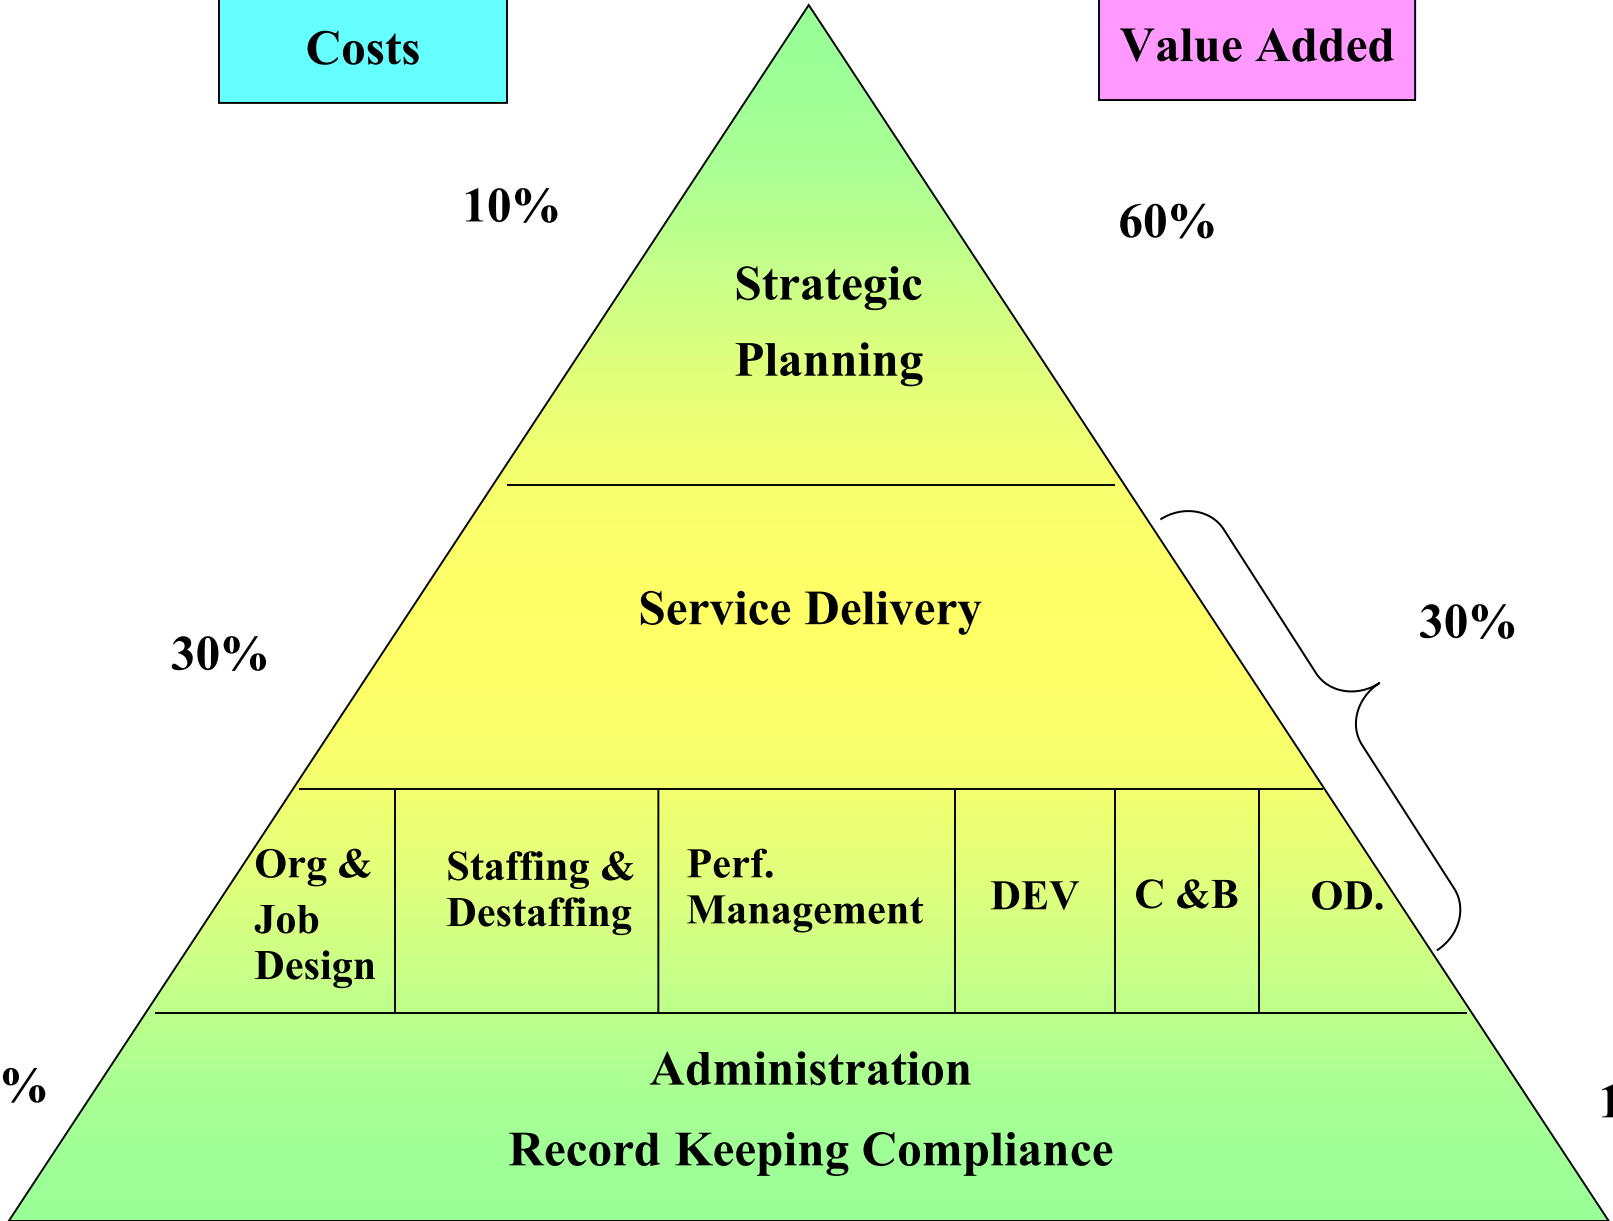 Costs
Value Added
10%
60%
Strategic
Planning
Service Delivery
30%
30%
Org &
Job
Design
Staffing &
Destaffing
Perf.
Management
DEV
C &B
OD.
%
1
Administration
Record Keeping Compliance